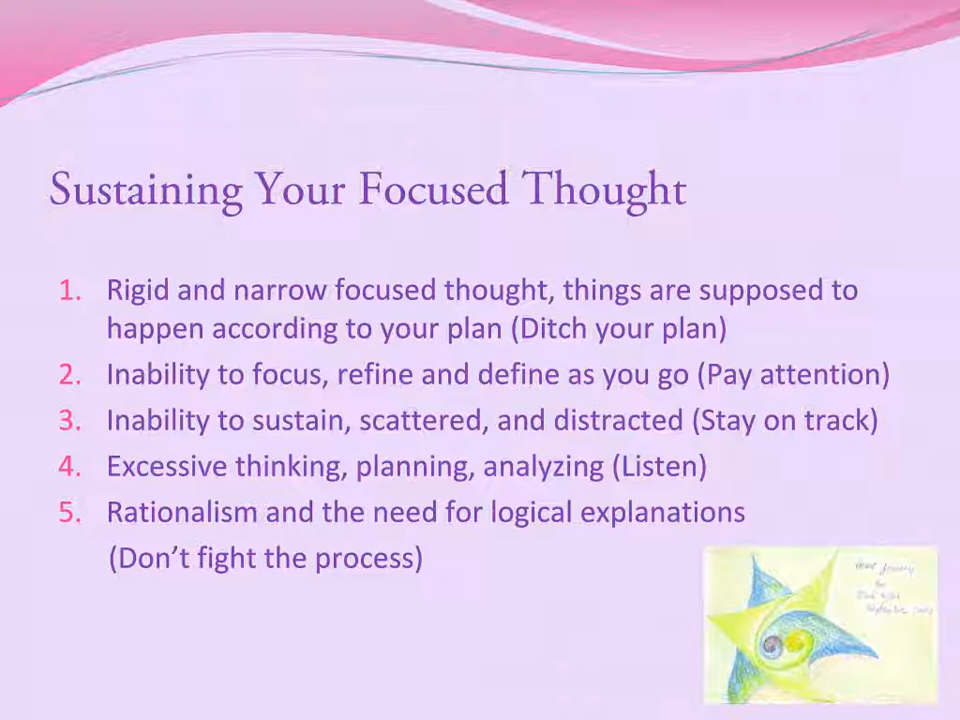 Sustaining Your Focused Thought
1. Rigid and narrow focused thought, things are supposed to
happen according to your plan (Ditch your plan)
2. Inability to focus, refine and define as you go (Pay attention)
3. Inability to sustain, scattered, and distracted (Stay on track)
4. Excessive thinking, planning, analyzing (Listen)
5. Rationalism and the need for logical explanations
(Don’t fight the process)